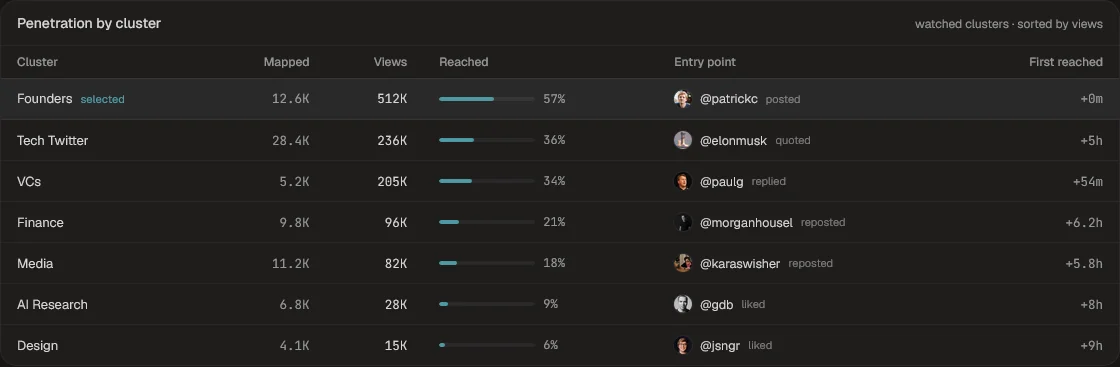 Penetration by cluster watched clusters · sorted by views
Cluster Mapped Views Reached Entry point First reached
Founders selected 12.6K 512K 57% @patrickc posted +0m
Tech Twitter 28.4K 236K 36% @elonmusk quoted +5h
VCs 5.2K 205K 34% @paulg replied +54m
Finance 9.8K 96K 21% @morganhousel reposted +6.2h
Media 11.2K 82K 18% @karaswisher reposted +5.8h
AI Research 6.8K 28K 9% @gdb liked +8h
Design 4.1K 15K 6% @jsngr liked +9h